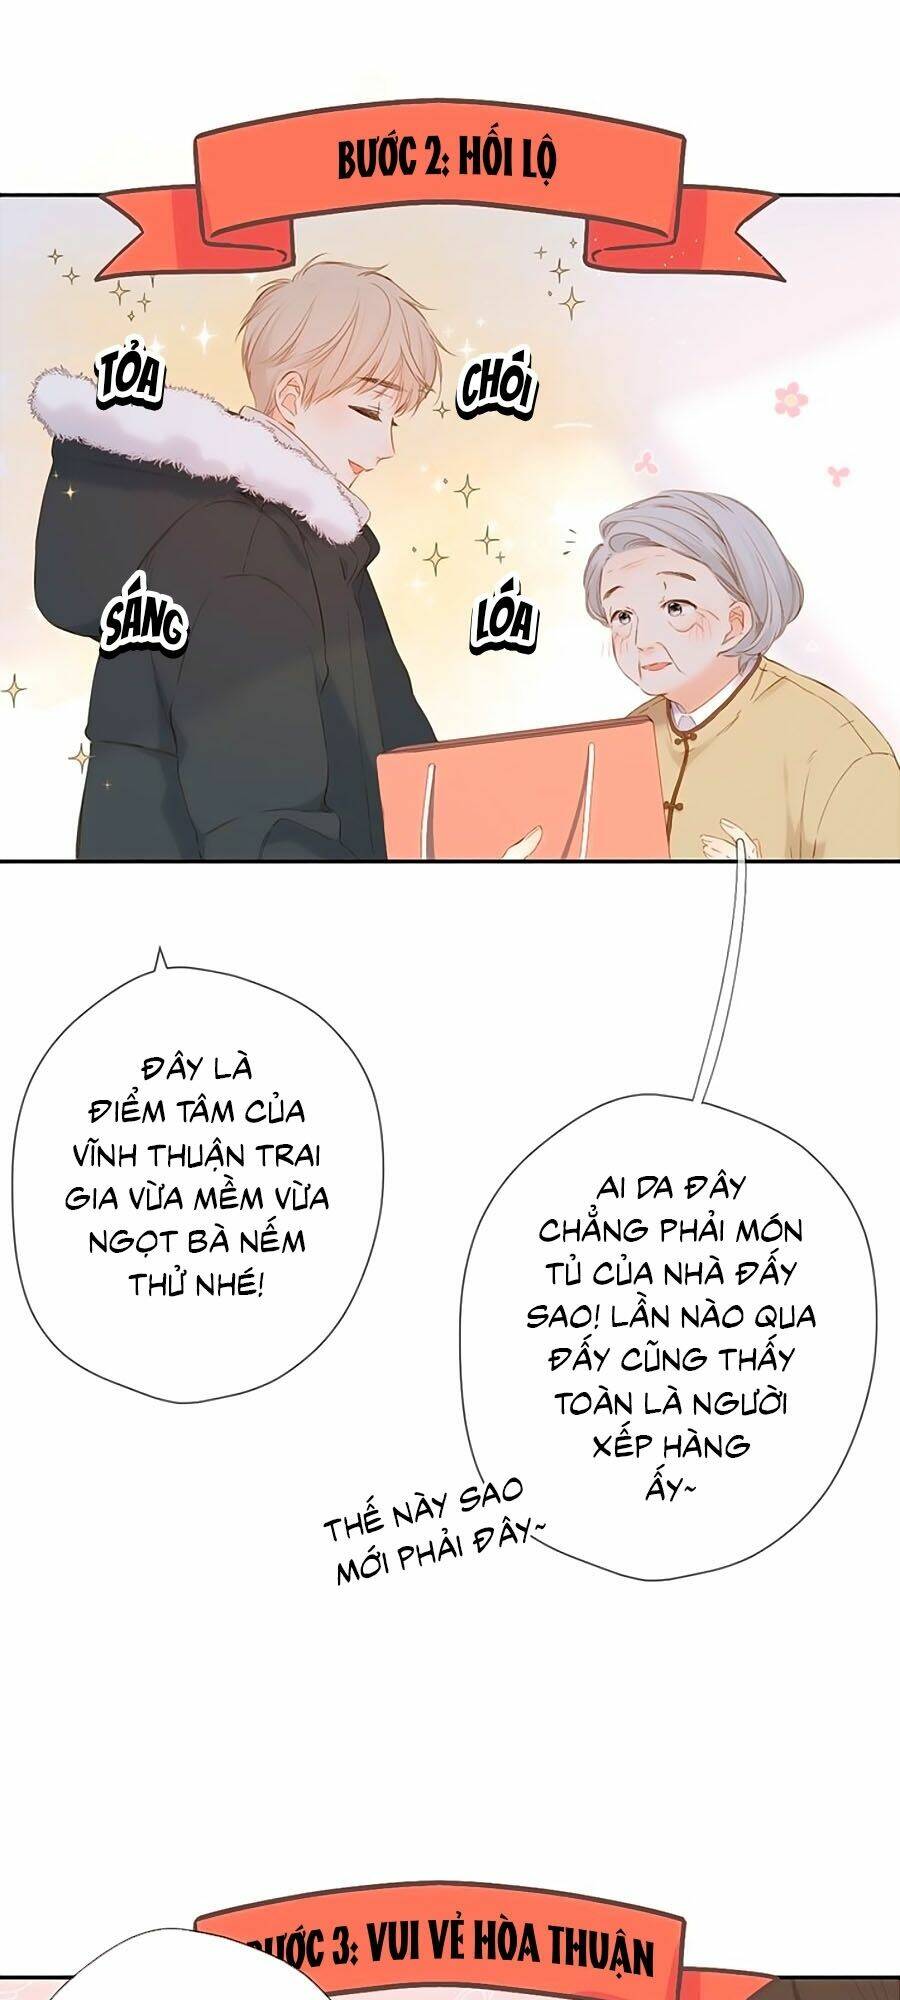 BƯỚC 2: HỐI LỘ
TỎA
CHÓI
SÁNG
LÓA
ĐÂY LÀ
ĐIỂM TÂM CỦA
VĨNH THUẬN TRAI
GIA VỪA MỀM VỪA
NGỌT BÀ NẾM
THỬ NHÉ!
AI DA ĐÂY
CHẲNG PHẢI MÓN
TỦ CỦA NHÀ ĐẤY
SAO! LẦN NÀO QUA
ĐẤY CŨNG THẤY
TOÀN LÀ NGƯỜI
XẾP HÀNG
ẤY~
THẾ NÀY SAO
MỚI PHẢI ĐÂY~
BƯỚC 3: VUI VẺ HÒA THUẬN